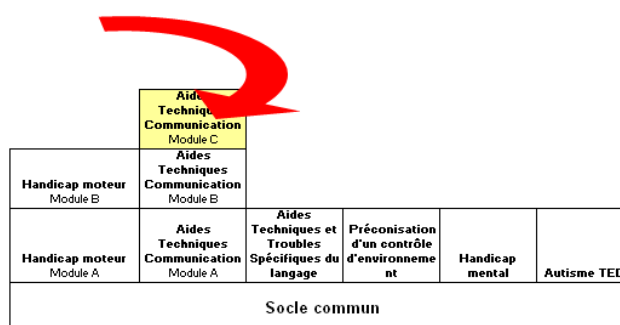 Aides
Techniques
Communication
Module C
Handicap moteur
Module B
Aides
Techniques
Communication
Module B
Handicap moteur
Module A
Aides
Techniques
Communication
Module A
Aides
Techniques et
Troubles
Spécifiques du
langage
Préconisation
d'un contrôle
d'environneme
nt
Handicap
mental
Autisme TED
Socle commun